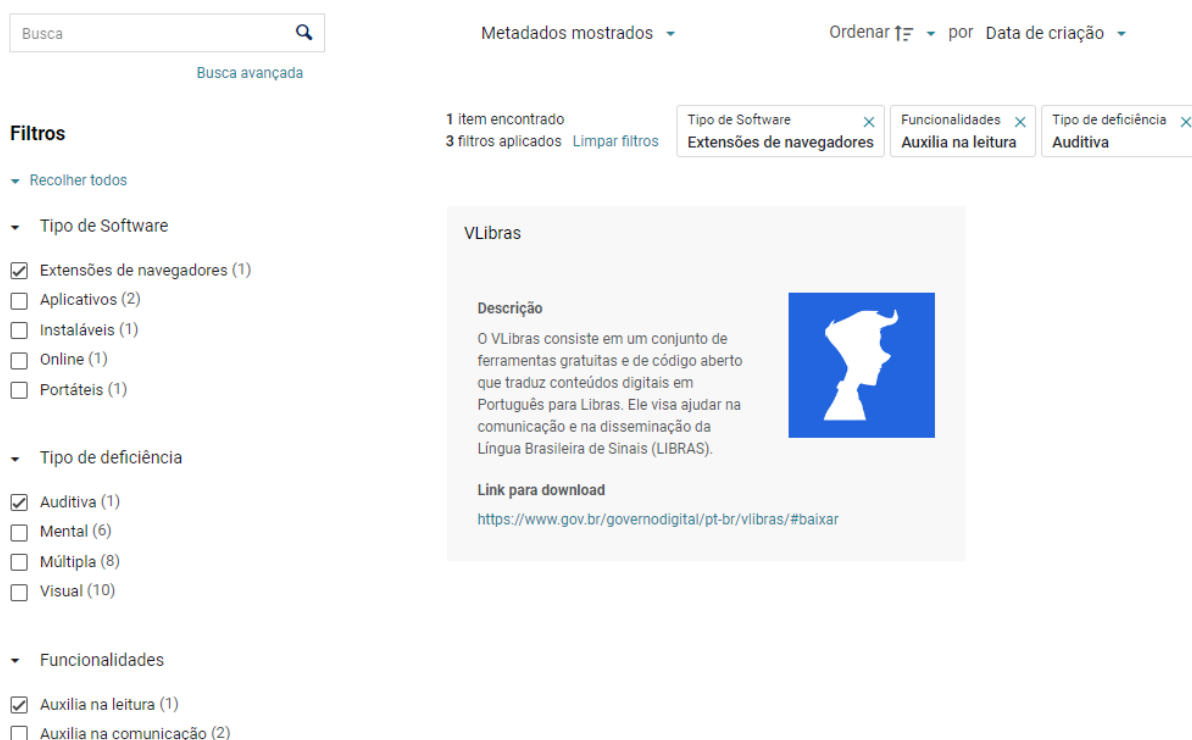 Busca
Busca avançada
Metadados mostrados
Ordenar por Data de criação
Filtros
Recolher todos
Tipo de Software
Extensões de navegadores (1)
Aplicativos (2)
Instaláveis (1)
Online (1)
Portáteis (1)
Tipo de deficiência
Auditiva (1)
Mental (6)
Múltipla (8)
Visual (10)
Funcionalidades
Auxilia na leitura (1)
Auxilia na comunicação (2)
1 item encontrado
3 filtros aplicados Limpar filtros
Tipo de Software
Extensões de navegadores
Funcionalidades
Auxilia na leitura
Tipo de deficiência
Auditiva
VLibras
Descrição
O VLibras consiste em um conjunto de
ferramentas gratuitas e de código aberto
que traduz conteúdos digitais em
Português para Libras. Ele visa ajudar na
comunicação e na disseminação da
Língua Brasileira de Sinais (LIBRAS).
Link para download
https://www.gov.br/governodigital/pt-br/vlibras/#baixar